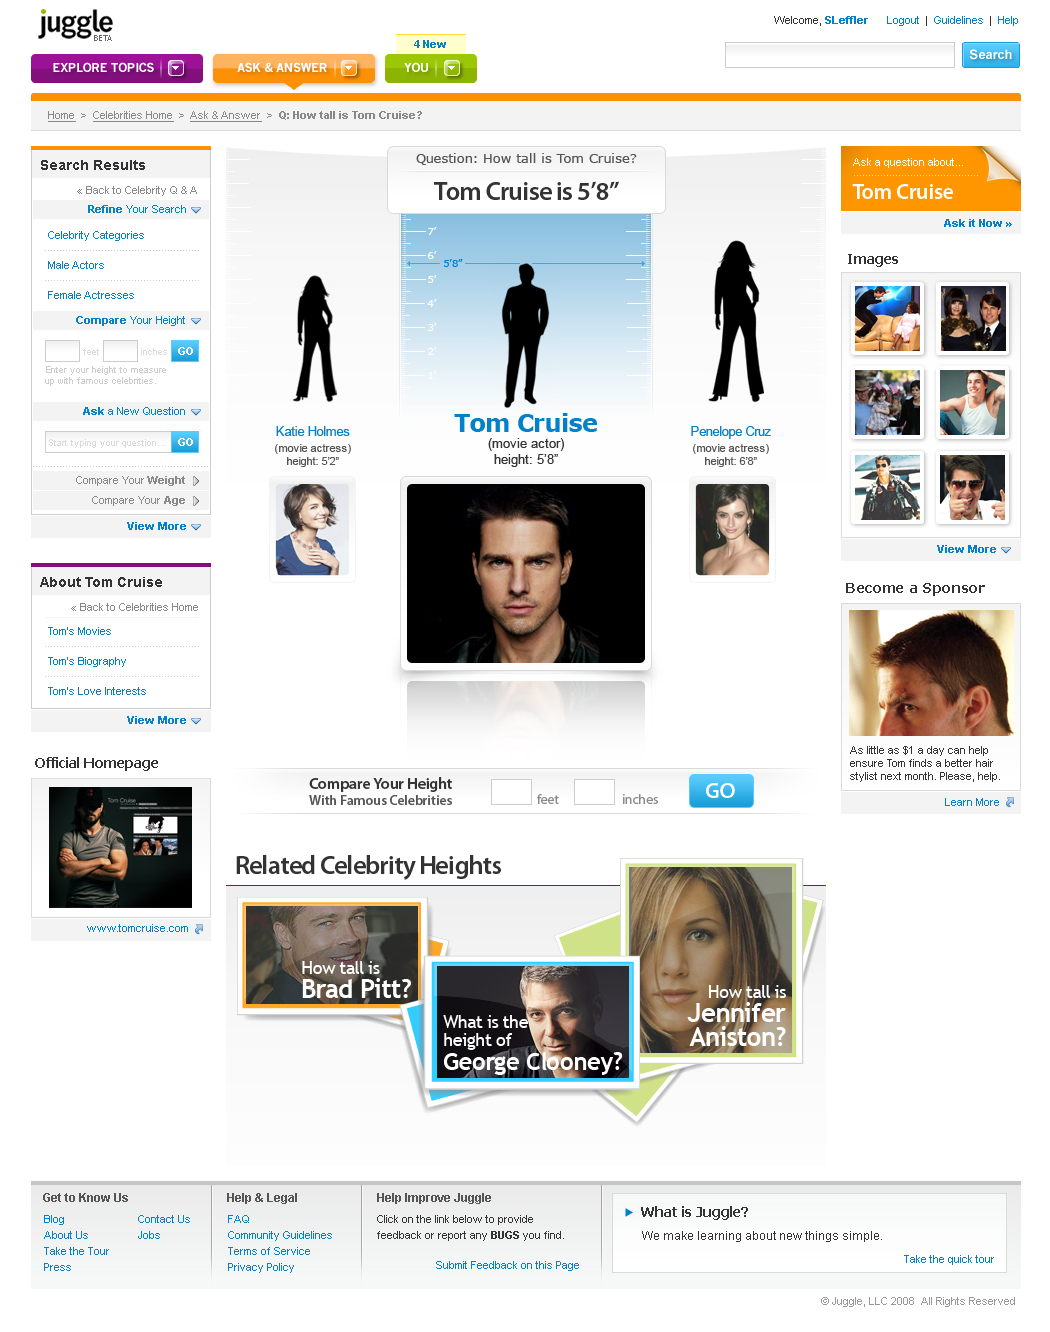 juggle
BETA
Welcome, SLeffler Logout | Guidelines | Help
4 New
EXPLORE TOPICS
ASK & ANSWER
YOU
Search
Home > Celebrities Home > Ask & Answer > Q: How tall is Tom Cruise?
Search Results
« Back to Celebrity Q & A
Refine Your Search
Celebrity Categories
Male Actors
Female Actresses
Compare Your Height
feet
inches
GO
Enter your height to measure
up with famous celebrities.
Ask a New Question
Start typing your question...
GO
Compare Your Weight
Compare Your Age
View More
About Tom Cruise
« Back to Celebrities Home
Tom's Movies
Tom's Biography
Tom's Love Interests
View More
Official Homepage
Tom Cruise
www.tomcruise.com
Question: How tall is Tom Cruise?
Tom Cruise is 5'8"
7'
6'
5'8"
5'
4'
3'
2'
1'
Katie Holmes
(movie actress)
height: 5'2"
Tom Cruise
(movie actor)
height: 5'8"
Penelope Cruz
(movie actress)
height: 6'8"
Compare Your Height
With Famous Celebrities
feet
inches
GO
Related Celebrity Heights
How tall is
Brad Pitt?
What is the
height of
George Clooney?
How tall is
Jennifer
Aniston?
Ask a question about...
Tom Cruise
Ask it Now »
Images
View More
Become a Sponsor
As little as $1 a day can help
ensure Tom finds a better hair
stylist next month. Please, help.
Learn More
Get to Know Us
Blog
About Us
Take the Tour
Press
Contact Us
Jobs
Help & Legal
FAQ
Community Guidelines
Terms of Service
Privacy Policy
Help Improve Juggle
Click on the link below to provide
feedback or report any BUGS you find.
Submit Feedback on this Page
What is Juggle?
We make learning about new things simple.
Take the quick tour
© Juggle, LLC 2008 All Rights Reserved